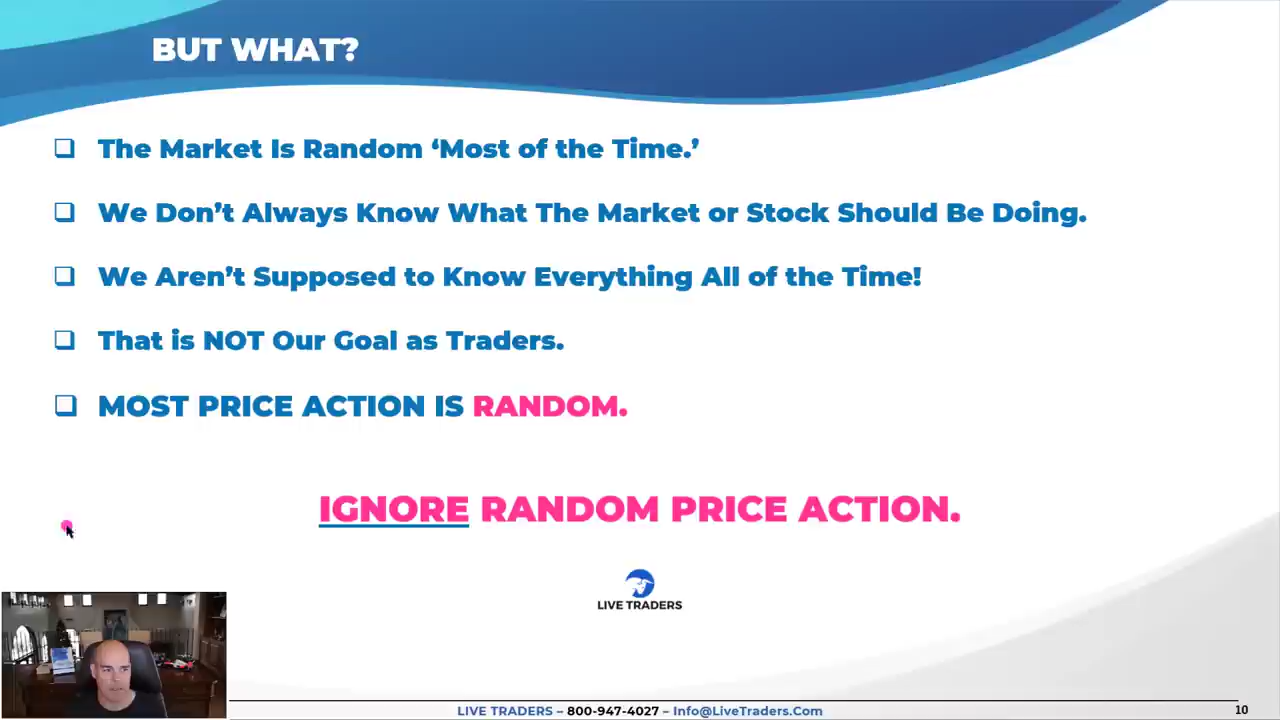 BUT WHAT?
The Market Is Random ‘Most of the Time.’
We Don’t Always Know What The Market or Stock Should Be Doing.
We Aren’t Supposed to Know Everything All of the Time!
That is NOT Our Goal as Traders.
MOST PRICE ACTION IS RANDOM.
IGNORE RANDOM PRICE ACTION.
LIVE TRADERS
LIVE TRADERS – 800-947-4027 – Info@LiveTraders.Com
10